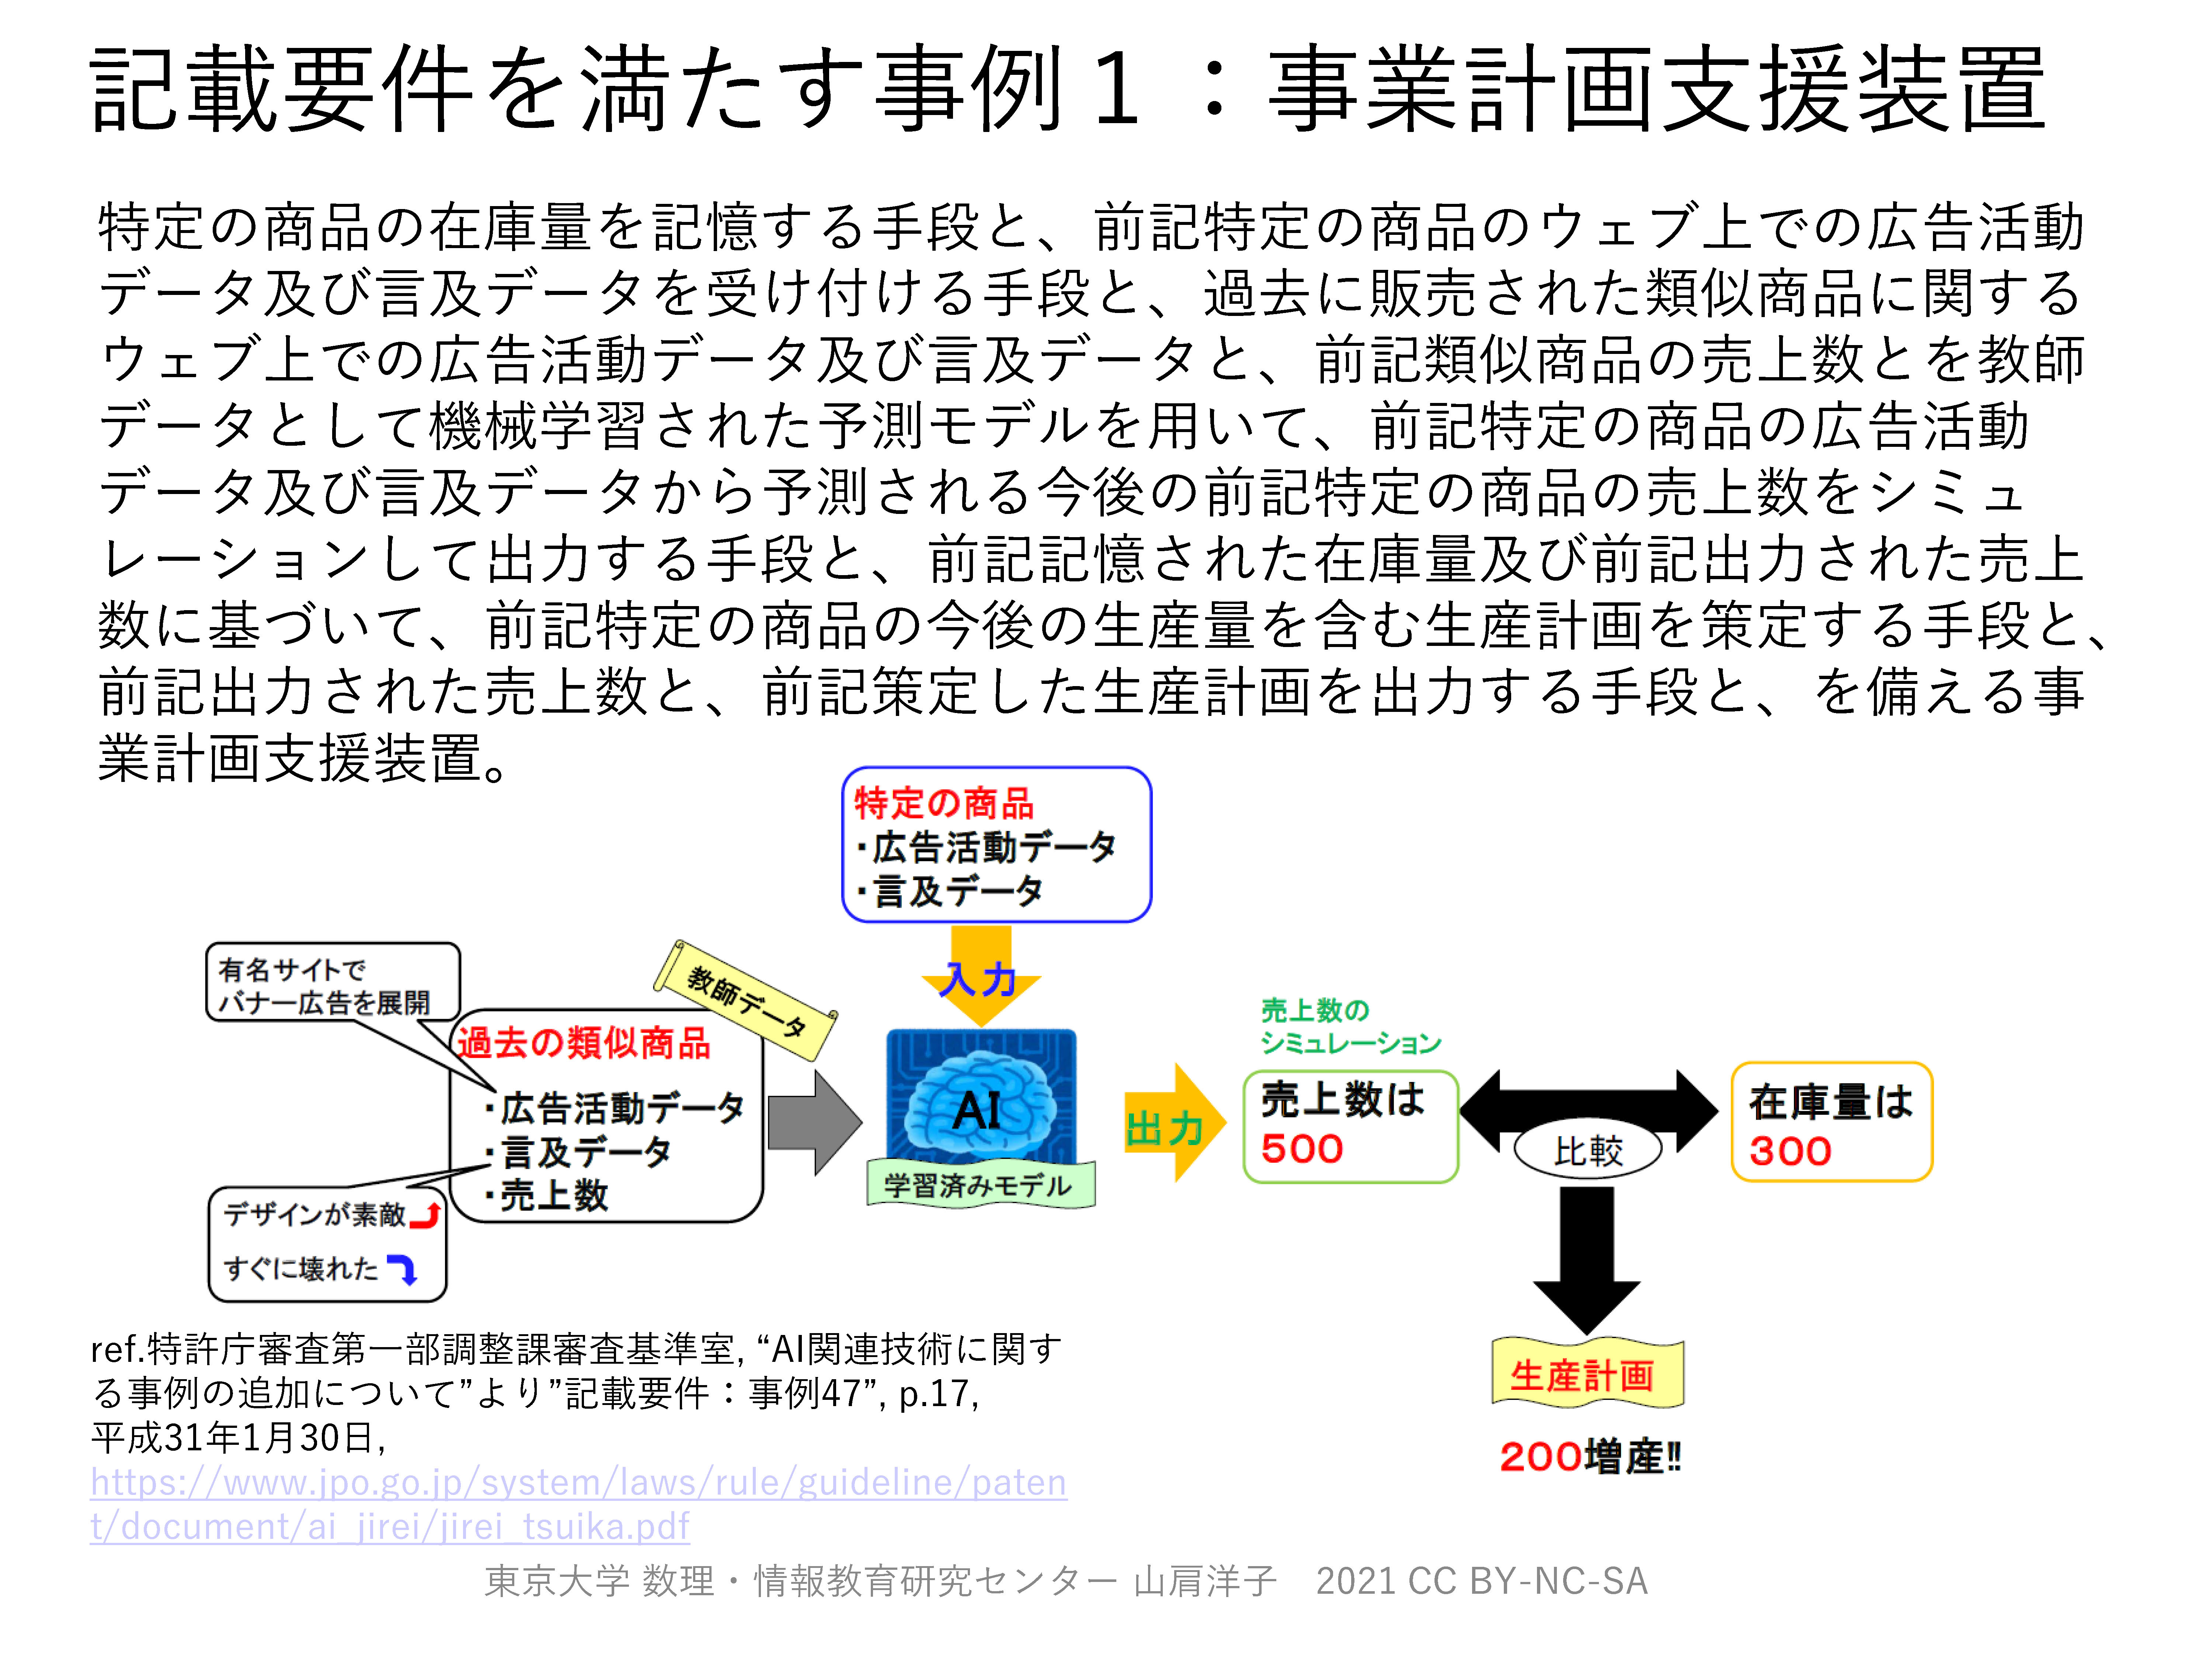 記載要件を満たす事例１：事業計画支援装置
特定の商品の在庫量を記憶する手段と、前記特定の商品のウェブ上での広告活動
データ及び言及データを受け付ける手段と、過去に販売された類似商品に関する
ウェブ上での広告活動データ及び言及データと、前記類似商品の売上数とを教師
データとして機械学習された予測モデルを用いて、前記特定の商品の広告活動
データ及び言及データから予測される今後の前記特定の商品の売上数をシミュ
レーションして出力する手段と、前記記憶された在庫量及び前記出力された売上
数に基づいて、前記特定の商品の今後の生産量を含む生産計画を策定する手段と、
前記出力された売上数と、前記策定した生産計画を出力する手段と、を備える事
業計画支援装置。
特定の商品
・広告活動データ
・言及データ
入力
有名サイトで
バナー広告を展開
教師データ
過去の類似商品
・広告活動データ
・言及データ
・売上数
デザインが素敵
すぐに壊れた
AI
学習済みモデル
出力
売上数の
シミュレーション
売上数は
500
比較
在庫量は
300
生産計画
200増産!!
ref.特許庁審査第一部調整課審査基準室, “AI関連技術に関す
る事例の追加について”より”記載要件：事例47”, p.17,
平成31年1月30日,
https://www.jpo.go.jp/system/laws/rule/guideline/paten
t/document/ai_jirei/jirei_tsuika.pdf
東京大学 数理・情報教育研究センター 山肩洋子　2021 CC BY-NC-SA